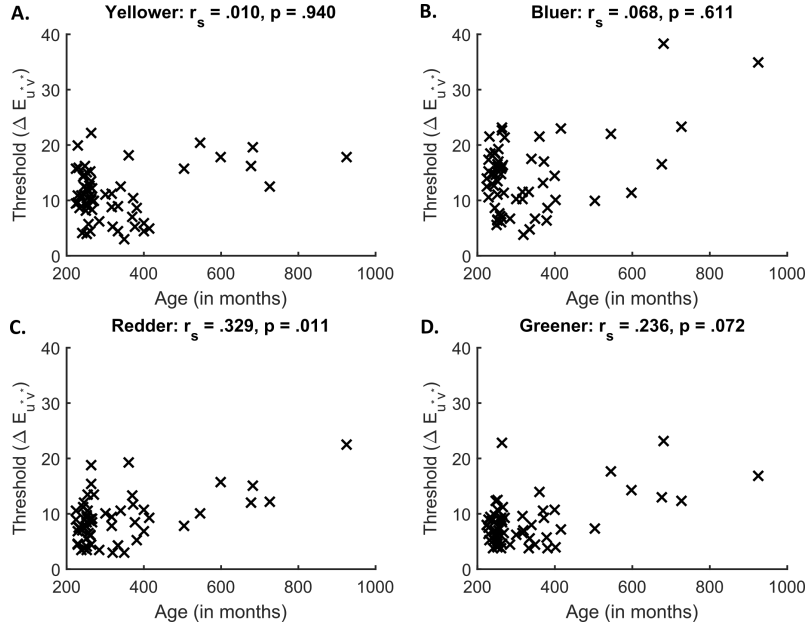 A. Yellower: r_s = .010, p = .940
Threshold (Δ E_u*v*)
40
30
20
10
0
200 400 600 800 1000
Age (in months)
B. Bluer: r_s = .068, p = .611
Threshold (Δ E_u*v*)
40
30
20
10
0
200 400 600 800 1000
Age (in months)
C. Redder: r_s = .329, p = .011
Threshold (Δ E_u*v*)
40
30
20
10
0
200 400 600 800 1000
Age (in months)
D. Greener: r_s = .236, p = .072
Threshold (Δ E_u*v*)
40
30
20
10
0
200 400 600 800 1000
Age (in months)